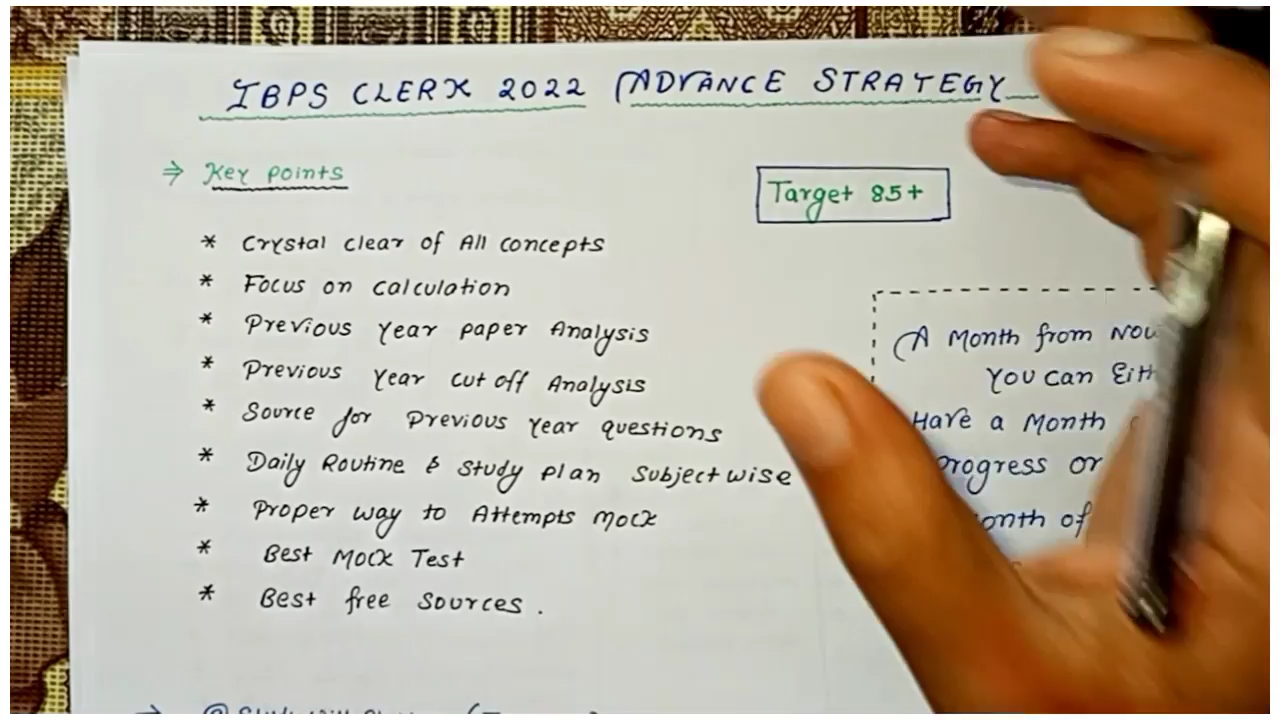 IBPS CLERK 2022 ADVANCE STRATEGY
⇒ Key points
Target 85+
* Crystal clear of All concepts
* Focus on calculation
* Previous Year paper Analysis
* Previous Year cut off Analysis
* Source for Previous Year questions
* Daily Routine & Study plan Subjectwise
* Proper way to Attempts Mock
* Best Mock Test
* Best free sources.
A Month from Now
You can
Have a Month
progress or
of